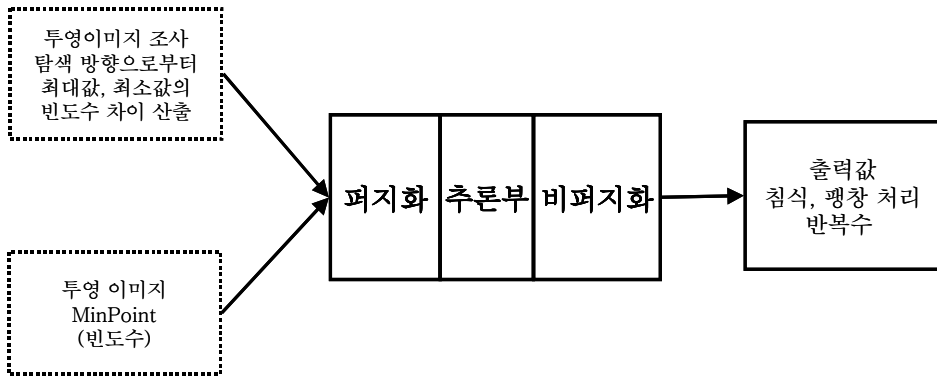 투영이미지 조사
탐색 방향으로부터
최대값, 최소값의
빈도수 차이 산출
투영 이미지
MinPoint
(빈도수)
퍼지화 추론부 비퍼지화
출력값
침식, 팽창 처리
반복수